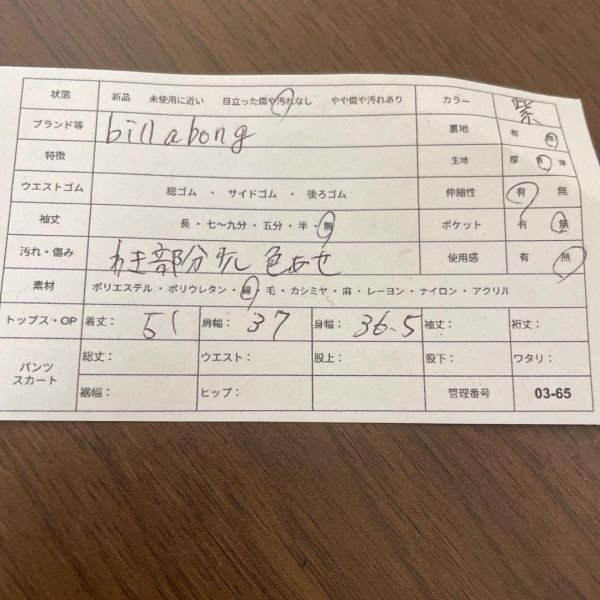 状態 新品 未使用に近い 目立った傷や汚れなし やや傷や汚れあり カラー 紫
ブランド等 billabong 裏地 有 無
特徴 生地 厚 普 薄
ウエストゴム 総ゴム ・ サイドゴム ・ 後ろゴム 伸縮性 有 無
袖丈 長・七〜九分・五分・半・無 ポケット 有 無
汚れ・傷み わき部分少し色あせ 使用感 有 無
素材 ポリエステル・ポリウレタン・綿・毛・カシミヤ・麻・レーヨン・ナイロン・アクリル
トップス・OP 着丈: 51 肩幅: 37 身幅: 36.5 袖丈: 裄丈:
パンツ スカート 総丈: ウエスト: 股上: 股下: ワタリ:
裾幅: ヒップ: 管理番号 03-65